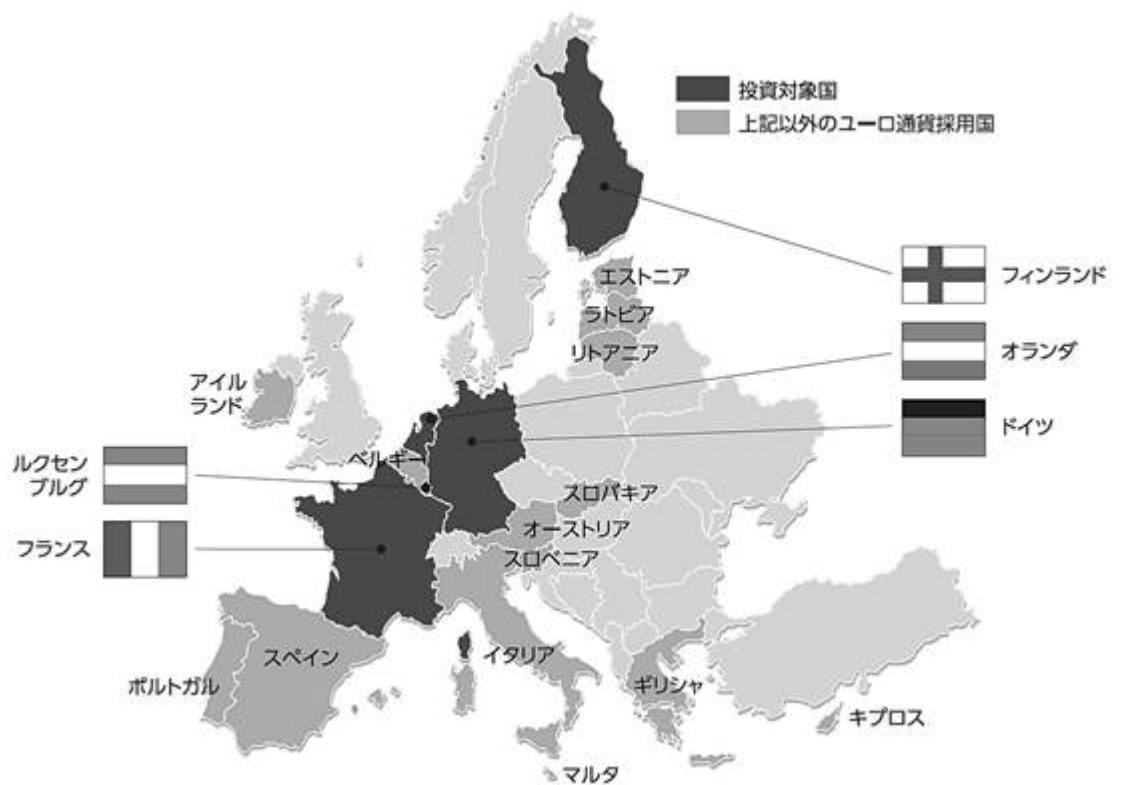 投資対象国
上記以外のユーロ通貨採用国
フィンランド
エストニア
ラトビア
リトアニア
オランダ
アイル
ランド
ドイツ
ベルギー
ルクセン
ブルグ
スロバキア
オーストリア
フランス
スロベニア
スペイン
イタリア
ポルトガル
ギリシャ
キプロス
マルタ